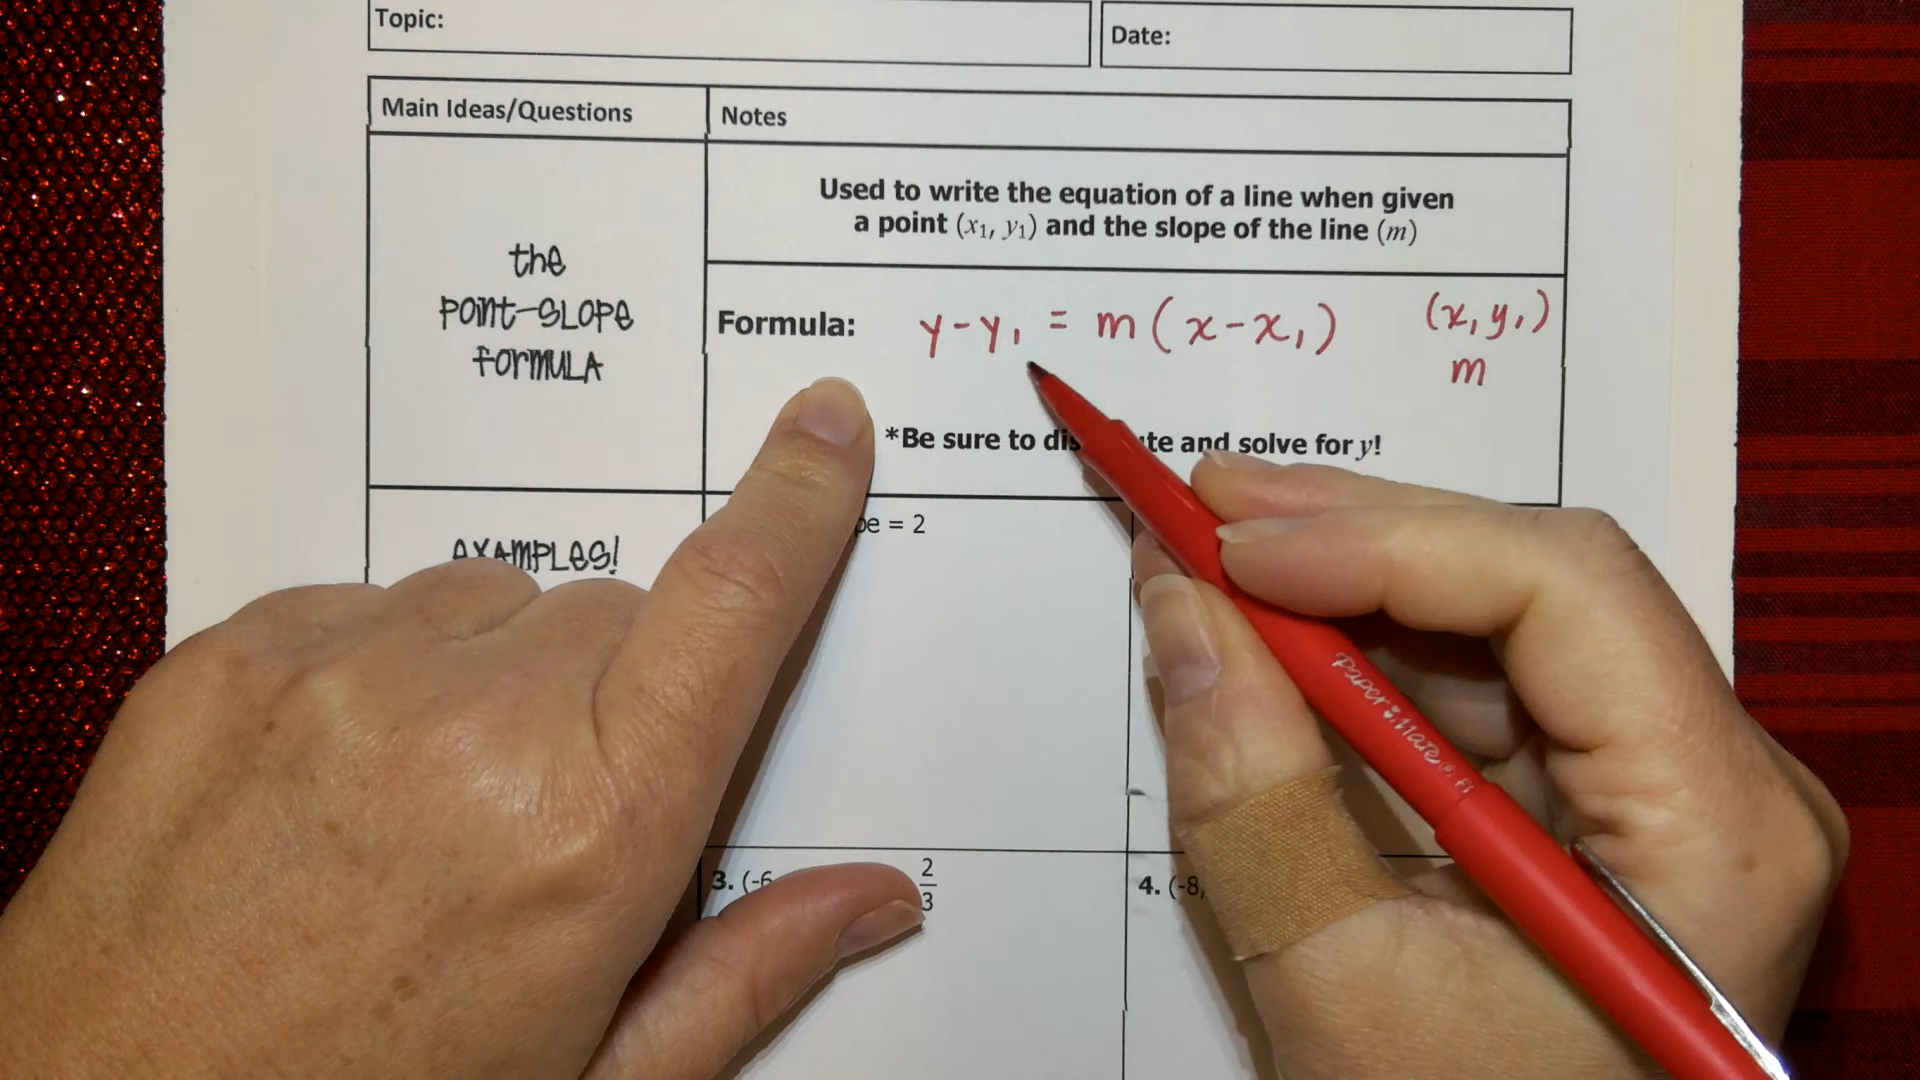 Topic:
Date:
Main Ideas/Questions
Notes
the
POINT-SLOPE
FORMULA
Used to write the equation of a line when given
a point (x₁, y₁) and the slope of the line (m)
Formula: y - y₁ = m(x - x₁)
(x₁ y₁)
m
*Be sure to and solve for y!
EXAMPLES!
= 2
3. (-6
2
3
4. (-8,
PAPER MATE